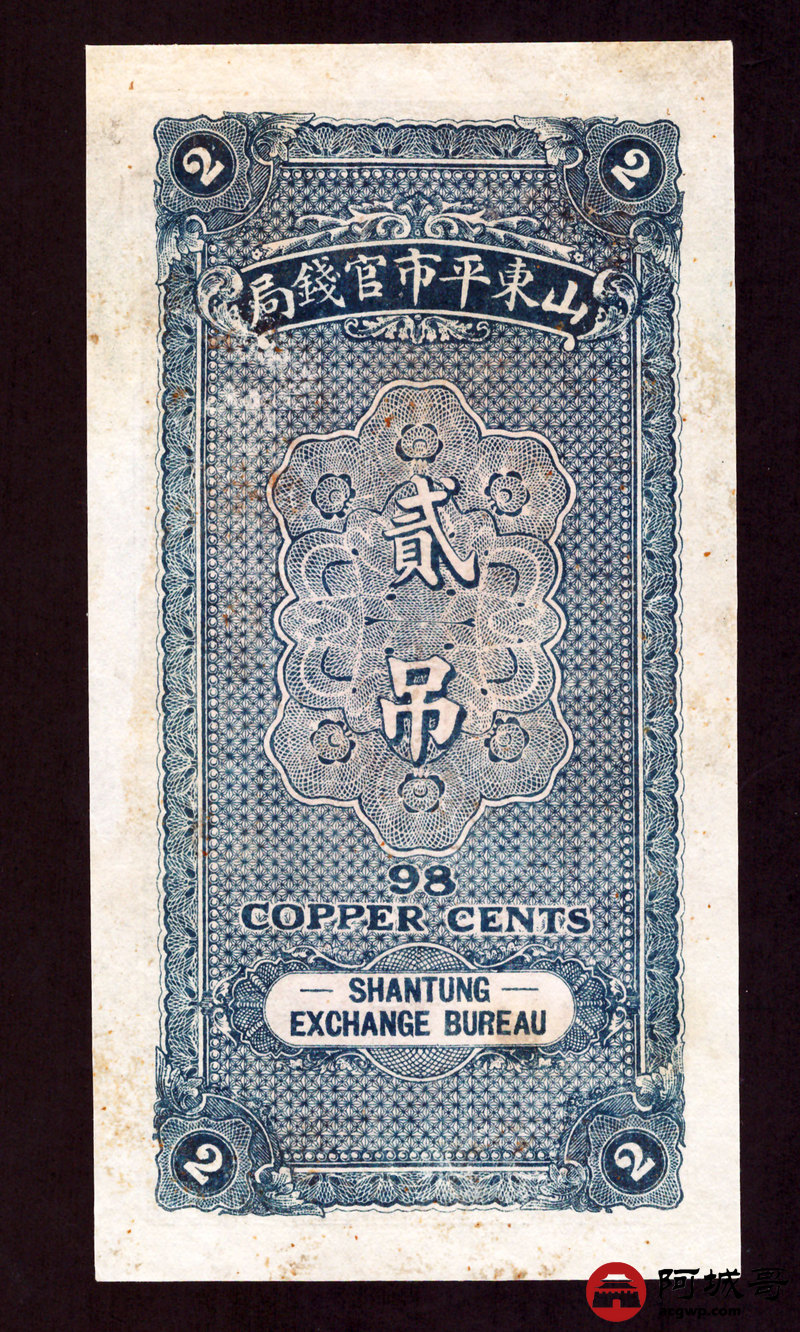 2 2
山東平市官錢局
貳吊
98
COPPER CENTS
— SHANTUNG —
EXCHANGE BUREAU
2 2
阿城哥
acgwp.com